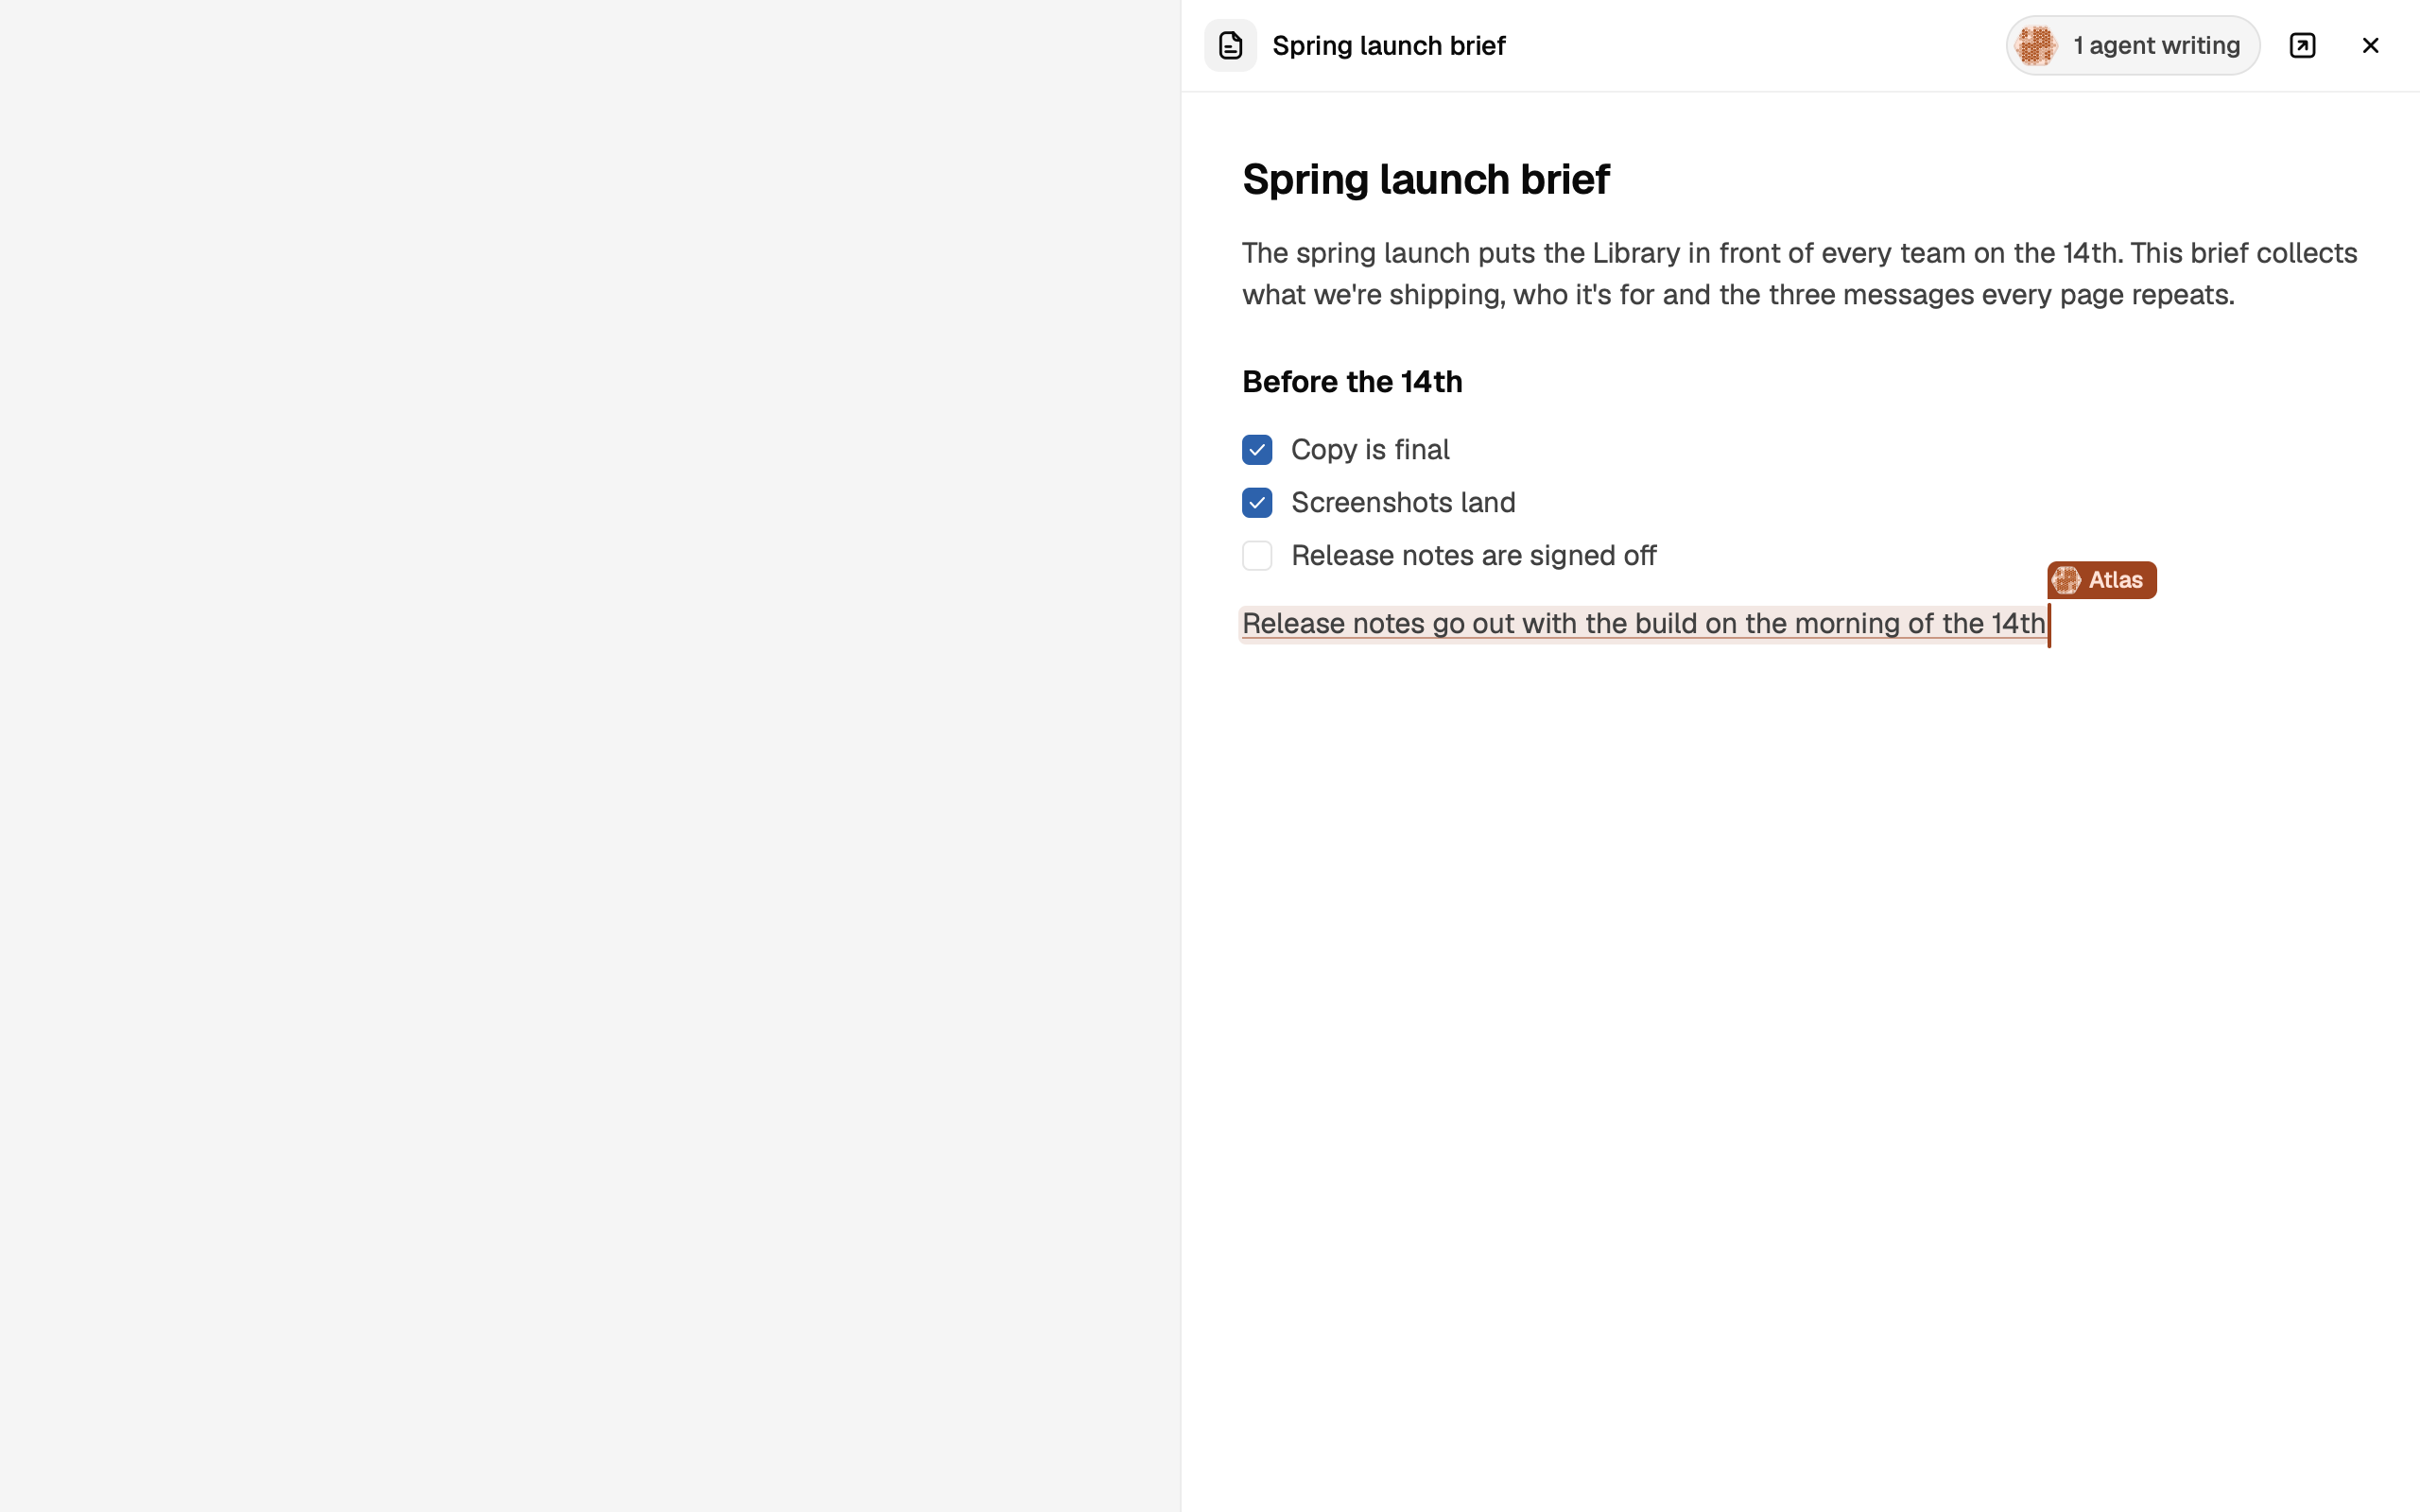 Spring launch brief
1 agent writing
Spring launch brief
The spring launch puts the Library in front of every team on the 14th. This brief collects
what we're shipping, who it's for and the three messages every page repeats.
Before the 14th
Copy is final
Screenshots land
Release notes are signed off
Atlas
Release notes go out with the build on the morning of the 14th